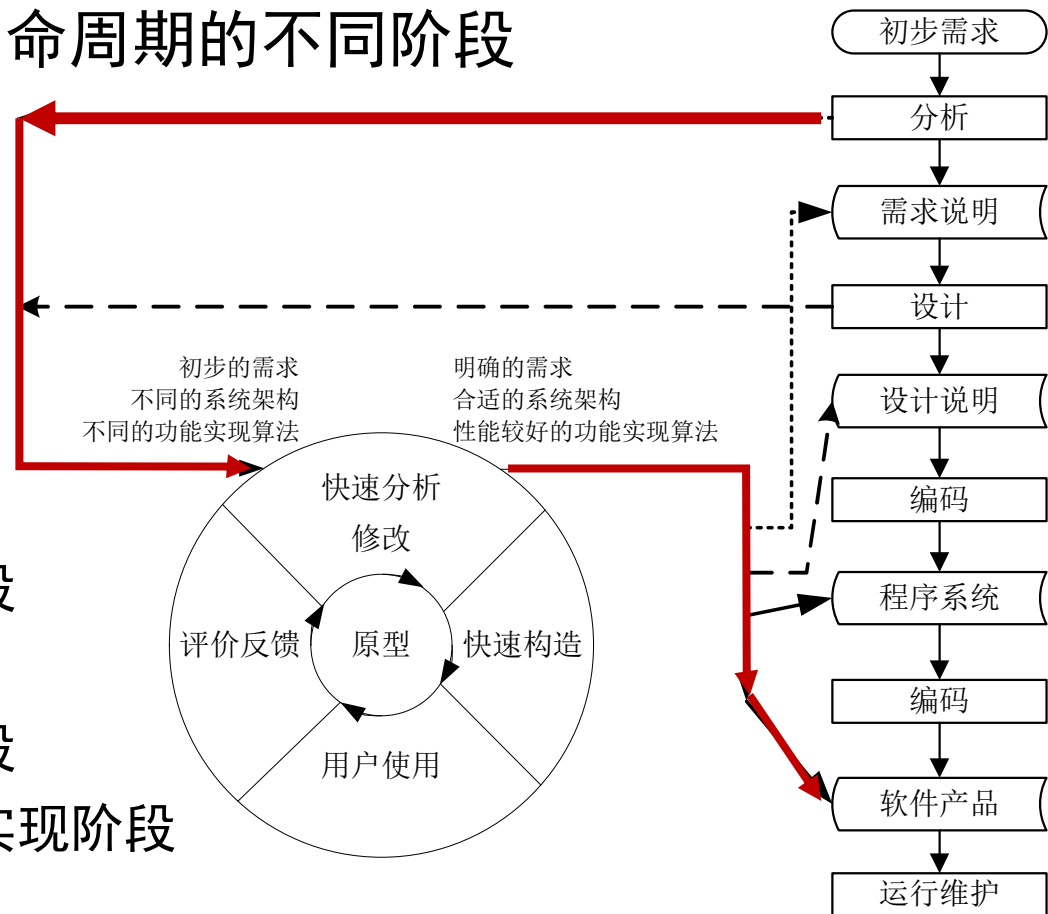 命周期的不同阶段
初步需求
分析
需求说明
设计
初步的需求
不同的系统架构
不同的功能实现算法
明确的需求
合适的系统架构
性能较好的功能实现算法
设计说明
快速分析
修改
编码
段
评价反馈
原型
快速构造
程序系统
段
用户使用
编码
实现阶段
软件产品
运行维护